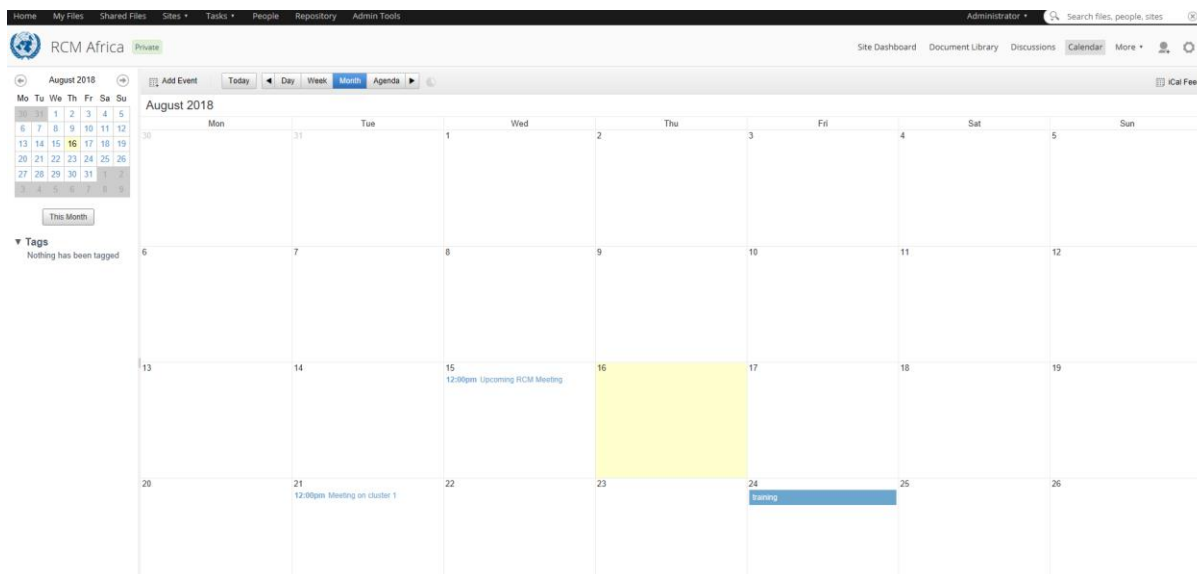 Home My Files Shared Files Sites Tasks People Repository Admin Tools Administrator Search files, people, sites
RCM Africa Private Site Dashboard Document Library Discussions Calendar More
August 2018 Add Event Today Day Week Month Agenda iCal Fee
Mo Tu We Th Fr Sa Su
30 31 1 2 3 4 5
6 7 8 9 10 11 12
13 14 15 16 17 18 19
20 21 22 23 24 25 26
27 28 29 30 31 1 2
3 4 5 6 7 8 9
This Month
Tags
Nothing has been tagged
August 2018
Mon Tue Wed Thu Fri Sat Sun
30 31 1 2 3 4 5
6 7 8 9 10 11 12
13 14 15 16 17 18 19
12:00pm Upcoming RCM Meeting
20 21 22 23 24 25 26
12:00pm Meeting on cluster 1 training